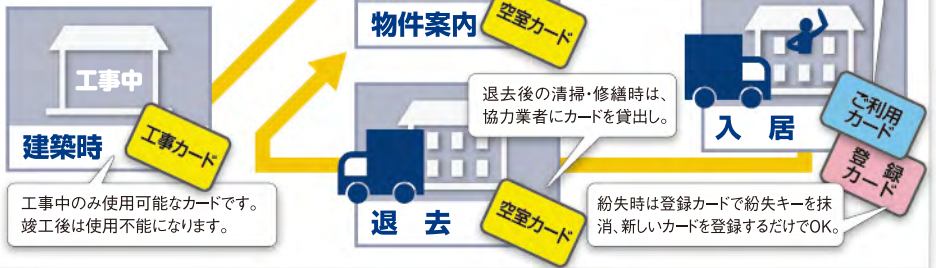 工事中
建築時
工事カード
工事中のみ使用可能なカードです。
竣工後は使用不能になります。
物件案内
空室カード
退去後の清掃・修繕時は、
協力業者にカードを貸出し。
退 去
空室カード
入 居
ご利用
カード
登 録
カード
紛失時は登録カードで紛失キーを抹
消、新しいカードを登録するだけでOK。